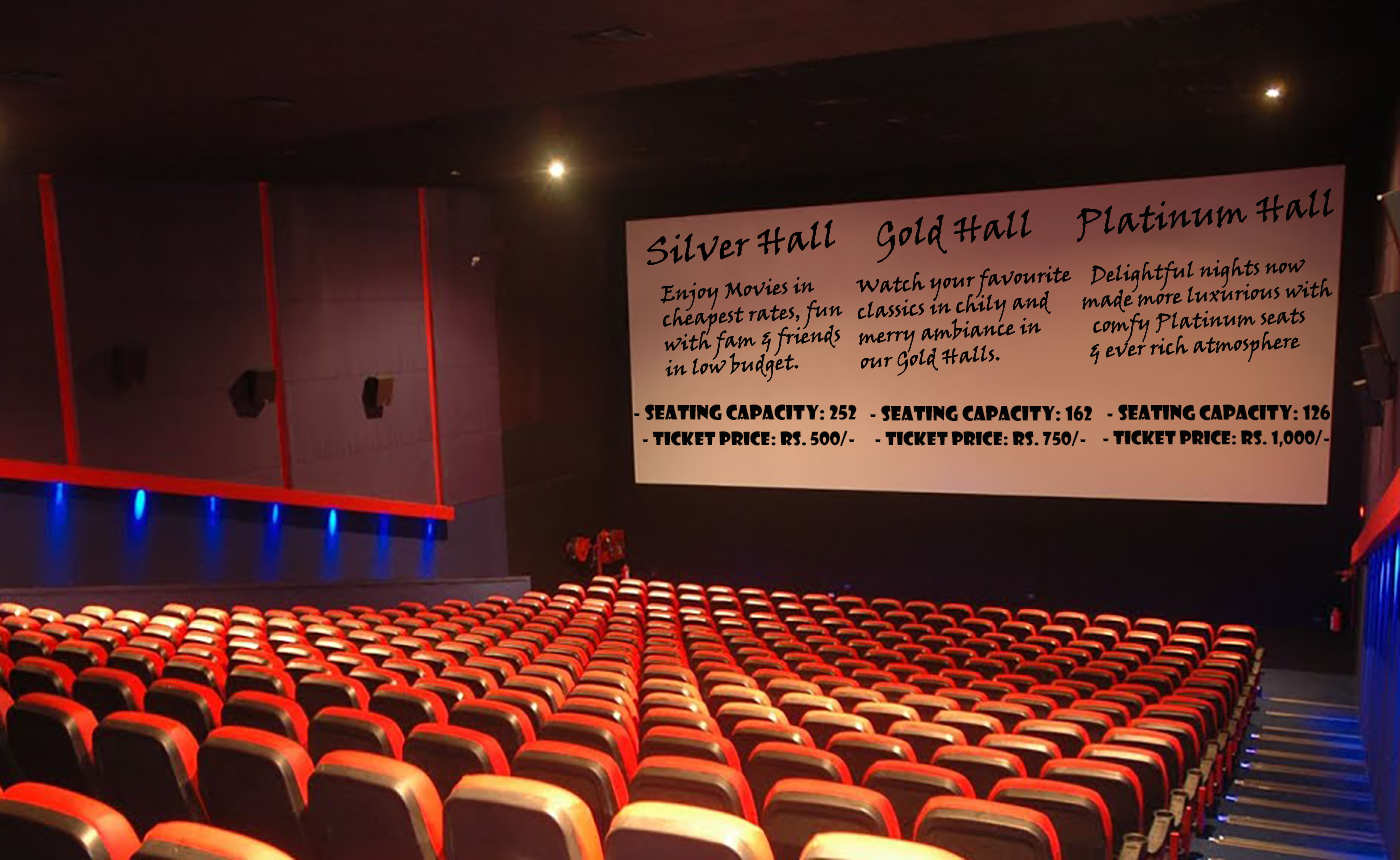 Silver Hall
Enjoy Movies in
cheapest rates, fun
with fam & friends
in low budget.
- SEATING CAPACITY: 252
- TICKET PRICE: RS. 500/-
Gold Hall
Watch your favourite
classics in chily and
merry ambiance in
our Gold Halls.
- SEATING CAPACITY: 162
- TICKET PRICE: RS. 750/-
Platinum Hall
Delightful nights now
made more luxurious with
comfy Platinum seats
& ever rich atmosphere
- SEATING CAPACITY: 126
- TICKET PRICE: RS. 1,000/-